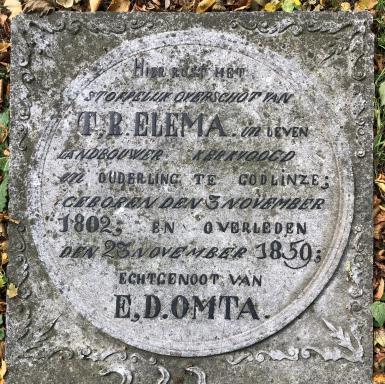 HIER RUST HET
STOFFELIJK OVERSCHOT VAN
T. R. ELEMA. in LEVEN
LANDBOUWER KERKVOOGD
en OUDERLING TE GODLINZE;
GEBOREN DEN 3 NOVEMBER
1802; EN OVERLEDEN
DEN 23 NOVEMBER 1859;
ECHTGENOOT VAN
E, D. OMTA.